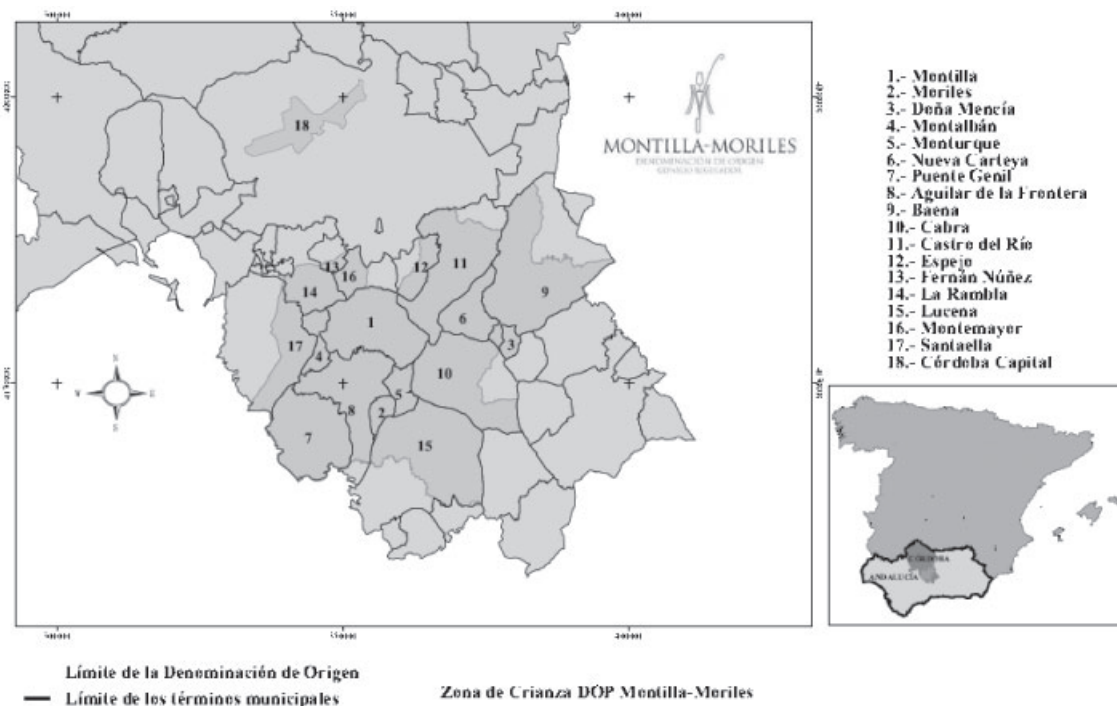 18
MONTILLA-MORILES
DENOMINACIÓN DE ORIGEN
CONSEJO REGULADOR
13
16
12
11
14
9
1
6
17
3
4
10
5
8
2
7
15
N
W
E
S
1.- Montilla
2.- Moriles
3.- Doña Mencía
4.- Montalbán
5.- Monturque
6.- Nueva Carteya
7.- Puente Genil
8.- Aguilar de la Frontera
9.- Baena
10.- Cabra
11.- Castro del Río
12.- Espejo
13.- Fernán Núñez
14.- La Rambla
15.- Lucena
16.- Montemayor
17.- Santaella
18.- Córdoba Capital
CÓRDOBA
ANDALUCÍA
Límite de la Denominación de Origen
Límite de los términos municipales
Zona de Crianza DOP Montilla-Moriles